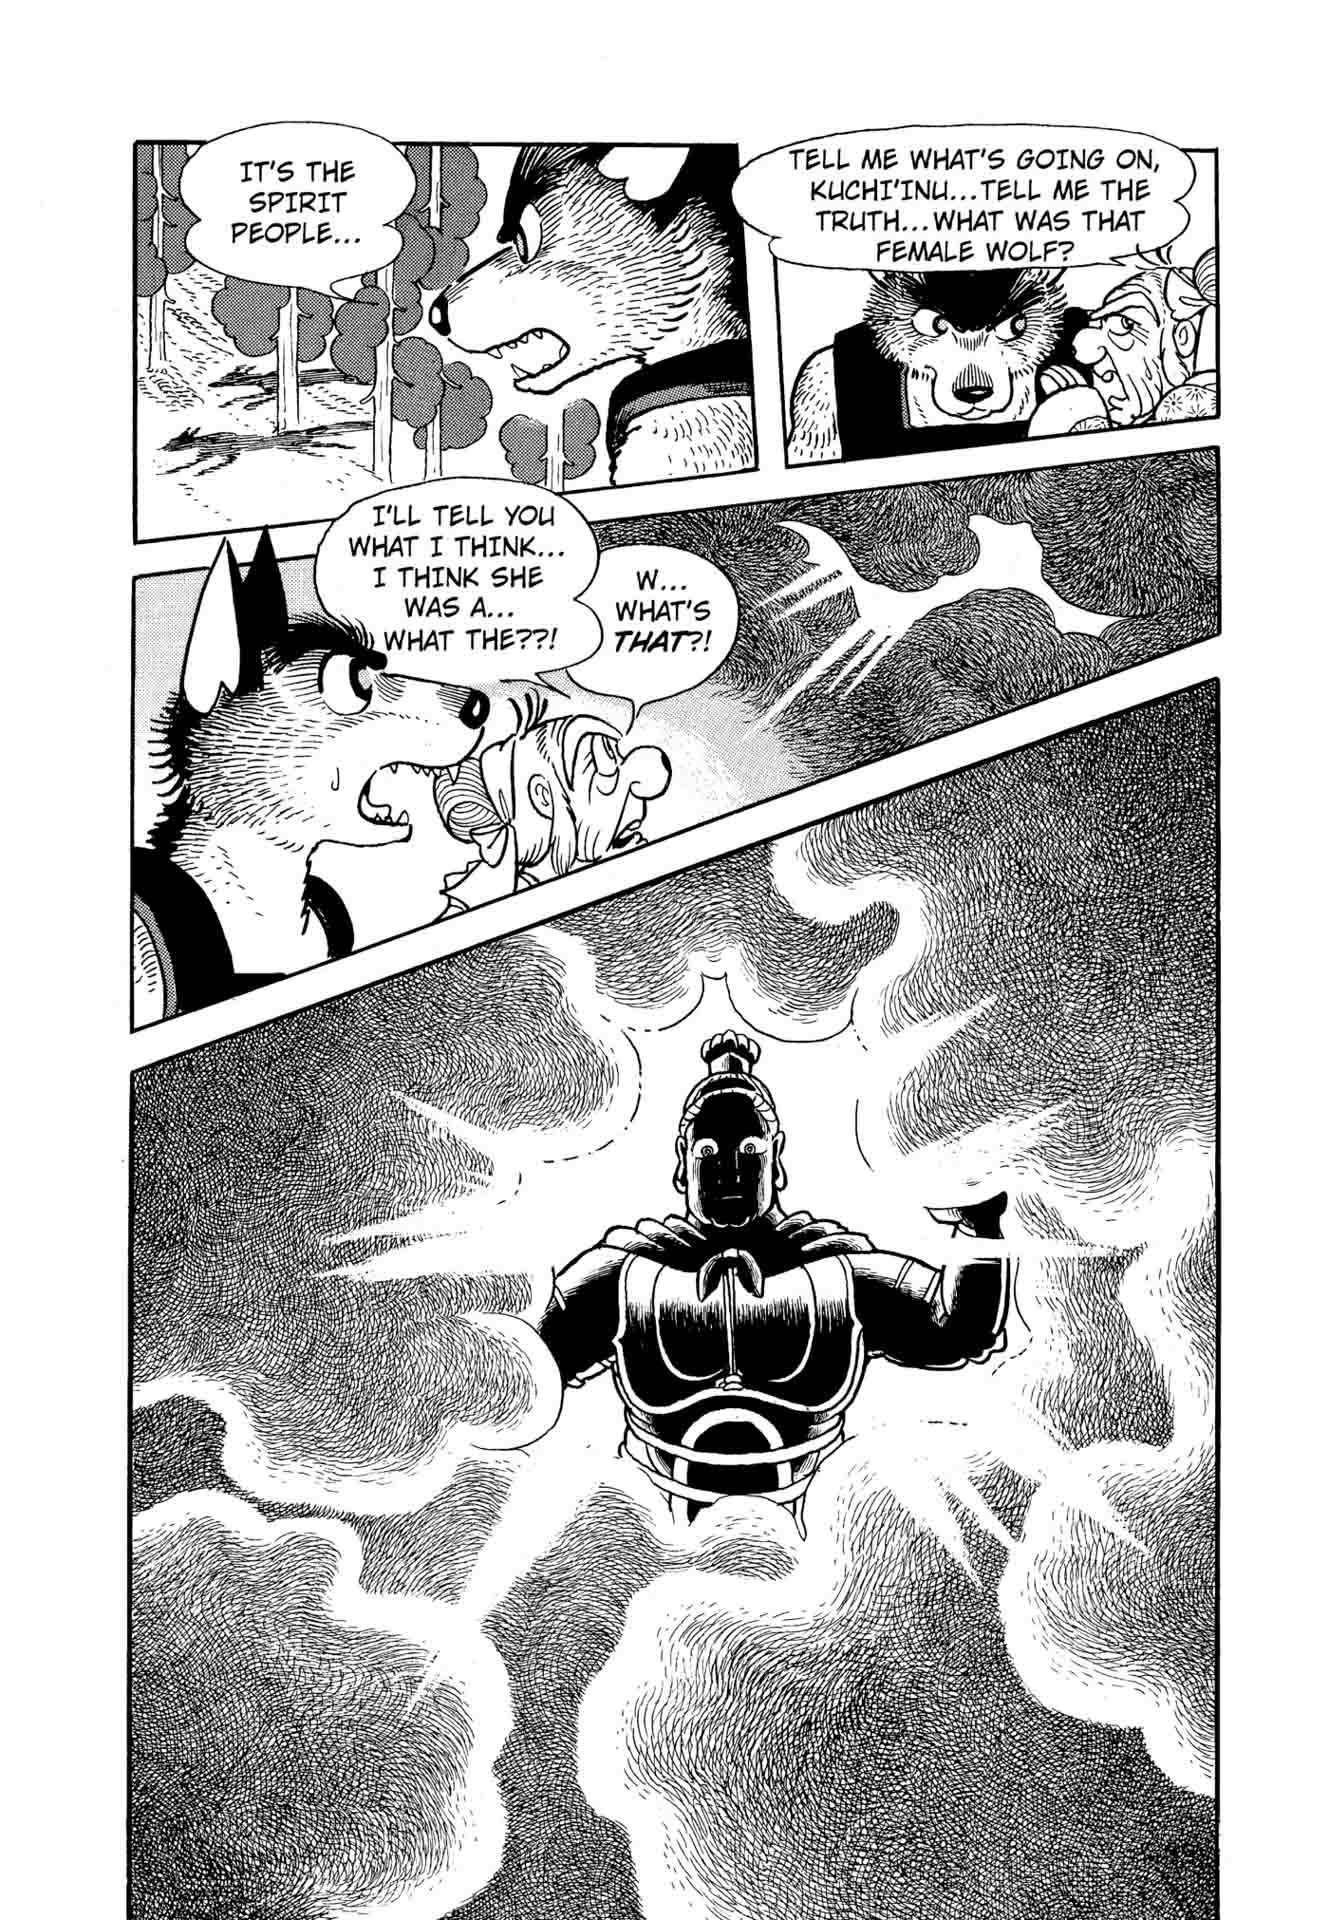 IT'S THE
SPIRIT
PEOPLE...
TELL ME WHAT'S GOING ON,
KUCHI'INU...TELL ME THE
TRUTH...WHAT WAS THAT
FEMALE WOLF?
I'LL TELL YOU
WHAT I THINK...
I THINK SHE
WAS A...
WHAT THE??!
W...
WHAT'S
THAT?!